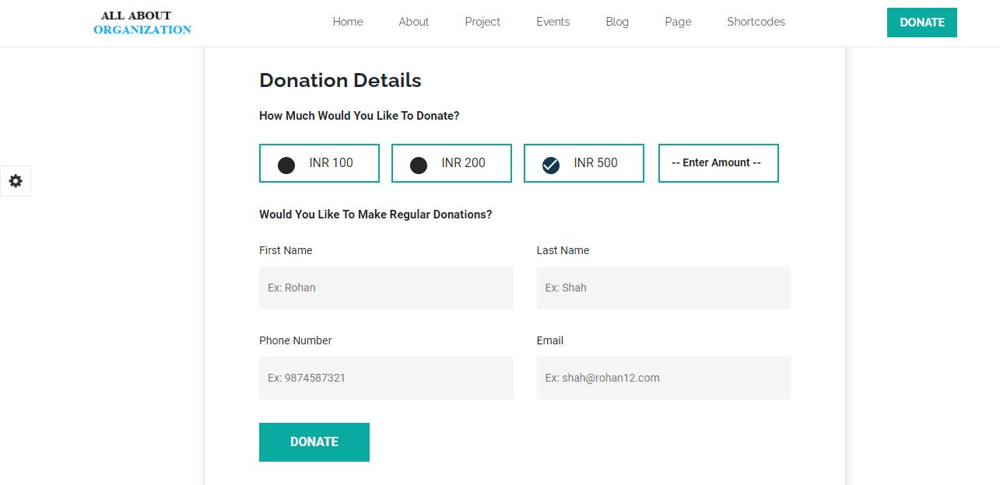 ALL ABOUT
ORGANIZATION
Home About Project Events Blog Page Shortcodes
DONATE
Donation Details
How Much Would You Like To Donate?
INR 100 INR 200 INR 500 -- Enter Amount --
Would You Like To Make Regular Donations?
First Name Last Name
Ex: Rohan Ex: Shah
Phone Number Email
Ex: 9874587321 Ex: shah@rohan12.com
DONATE